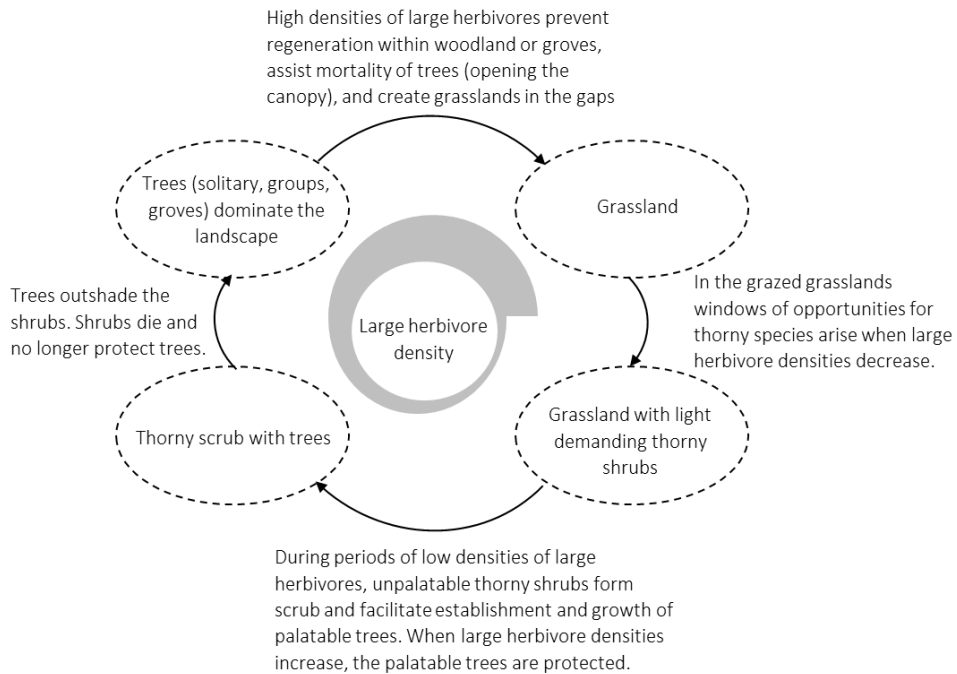 High densities of large herbivores prevent
regeneration within woodland or groves,
assist mortality of trees (opening the
canopy), and create grasslands in the gaps
Trees (solitary, groups,
groves) dominate the
landscape
Grassland
In the grazed grasslands
windows of opportunities for
thorny species arise when large
herbivore densities decrease.
Trees outshade the
shrubs. Shrubs die and
no longer protect trees.
Large herbivore
density
Thorny scrub with trees
Grassland with light
demanding thorny
shrubs
During periods of low densities of large
herbivores, unpalatable thorny shrubs form
scrub and facilitate establishment and growth of
palatable trees. When large herbivore densities
increase, the palatable trees are protected.